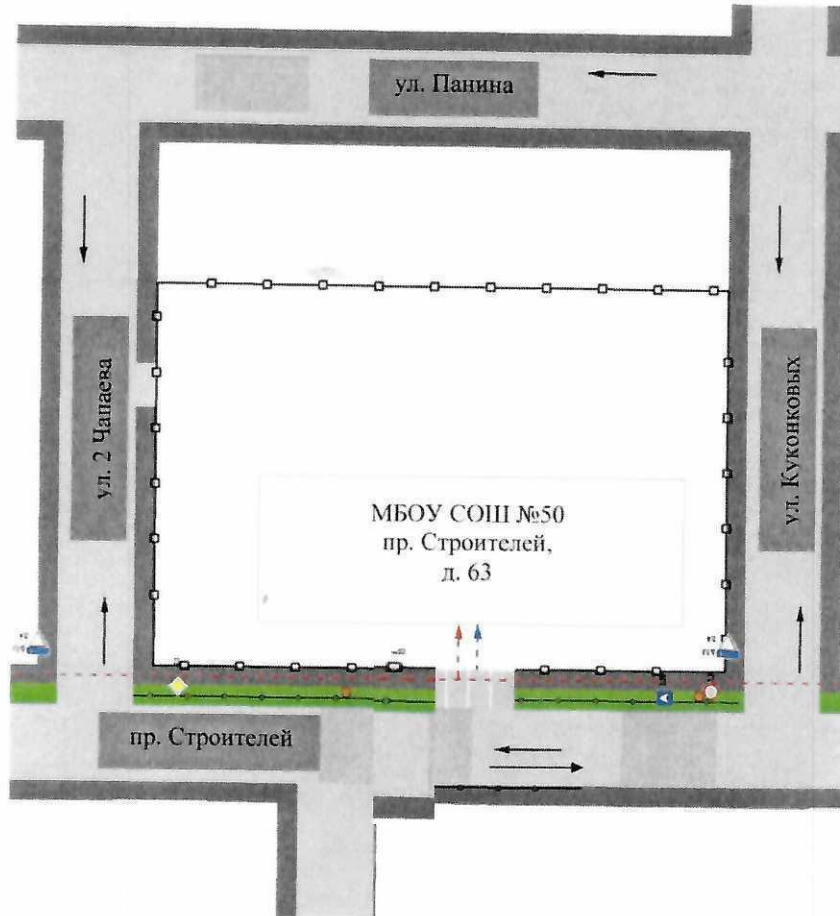 ул. Панина
ул. 2 Чапаева
ул. Куконковых
МБОУ СОШ №50
пр. Строителей,
д. 63
пр. Строителей